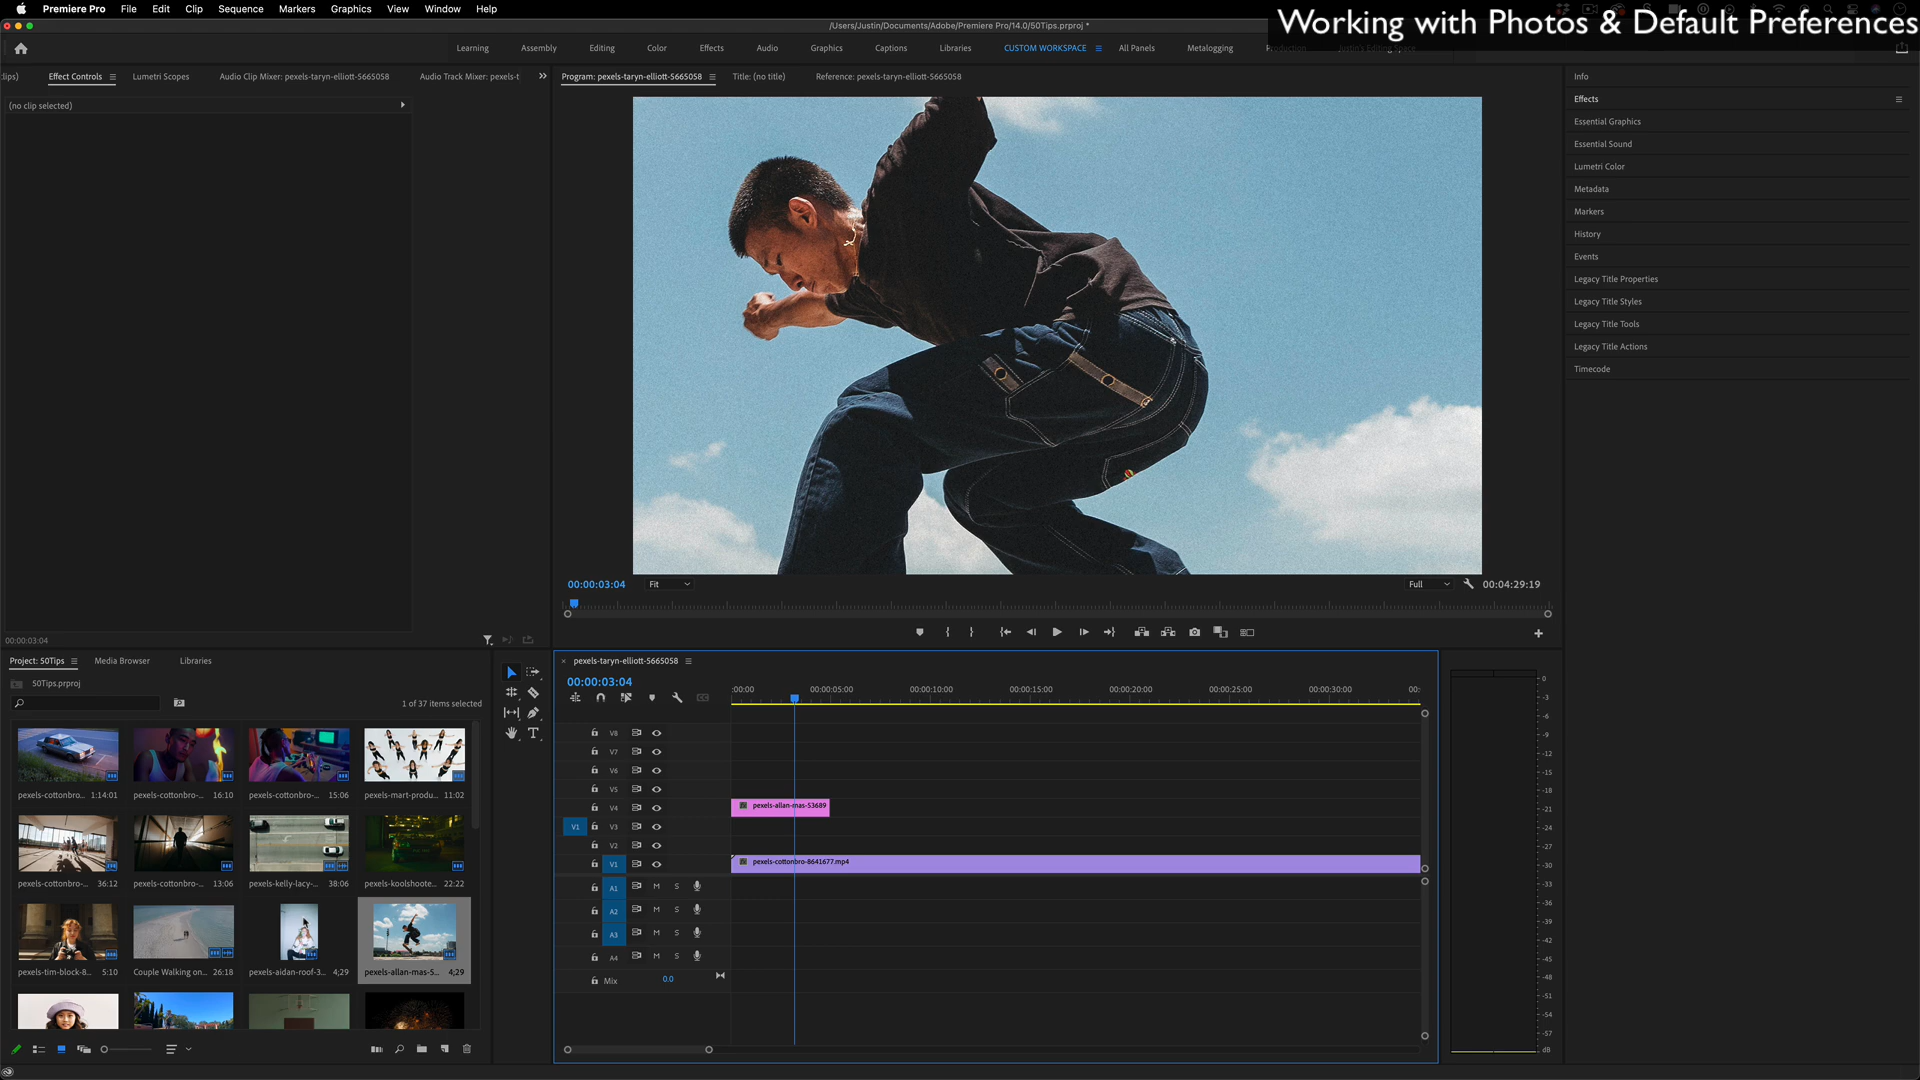 Premiere Pro File Edit Clip Sequence Markers Graphics View Window Help
/Users/Justin/Documents/Adobe/Premiere Pro/14.0/50Tips.prproj *
Working with Photos & Default Preferences
Learning Assembly Editing Color Effects Audio Graphics Captions Libraries CUSTOM WORKSPACE All Panels Metalogging Production Justin's Editing Space
lips) Effect Controls Lumetri Scopes Audio Clip Mixer: pexels-taryn-elliott-5665058 Audio Track Mixer: pexels-t
(no clip selected)
00:00:03:04
Program: pexels-taryn-elliott-5665058 Title: (no title) Reference: pexels-taryn-elliott-5665058
00:00:03:04 Fit Full 00:04:29:19
Info
Effects
Essential Graphics
Essential Sound
Lumetri Color
Metadata
Markers
History
Events
Legacy Title Properties
Legacy Title Styles
Legacy Title Tools
Legacy Title Actions
Timecode
Project: 50Tips Media Browser Libraries
50Tips.prproj
1 of 37 items selected
pexels-cottonbro... 1:14:01 pexels-cottonbro-... 16:10 pexels-cottonbro-... 15:06 pexels-mart-produ... 11:02
pexels-cottonbro... 36:12 pexels-cottonbro-... 13:06 pexels-kelly-lacy-... 38:06 pexels-koolshoote... 22:22
pexels-tim-block-8... 5:10 Couple Walking on... 26:18 pexels-aidan-roof-3... 4;29 pexels-allan-mas-5... 4;29
pexels-taryn-elliott-5665058
00:00:03:04
:00:00 00:00:05:00 00:00:10:00 00:00:15:00 00:00:20:00 00:00:25:00 00:00:30:00 00:
V8
V7
V6
V5
V4 pexels-allan-mas-53689
V1 V3
V2
V1 pexels-cottonbro-8641677.mp4
A1 M S
A2 M S
A3 M S
A4 M S
Mix 0.0
0
-3
-6
-9
-12
-15
-18
-21
-24
-27
-30
-33
-36
-39
-42
-45
-48
-51
-54
-57
dB